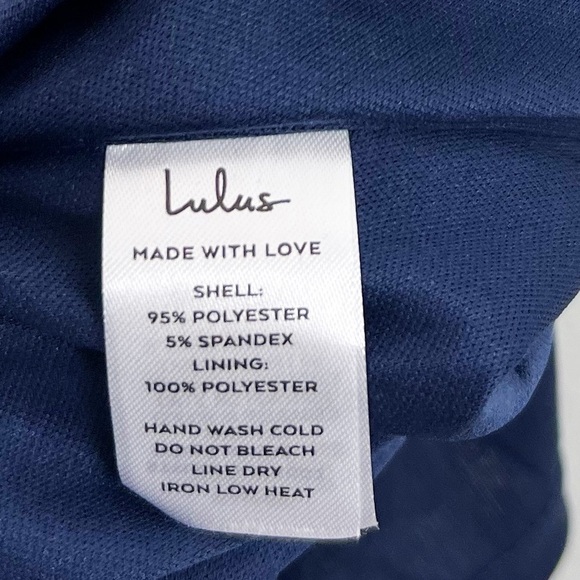 Lulus
MADE WITH LOVE
SHELL:
95% POLYESTER
5% SPANDEX
LINING:
100% POLYESTER
HAND WASH COLD
DO NOT BLEACH
LINE DRY
IRON LOW HEAT